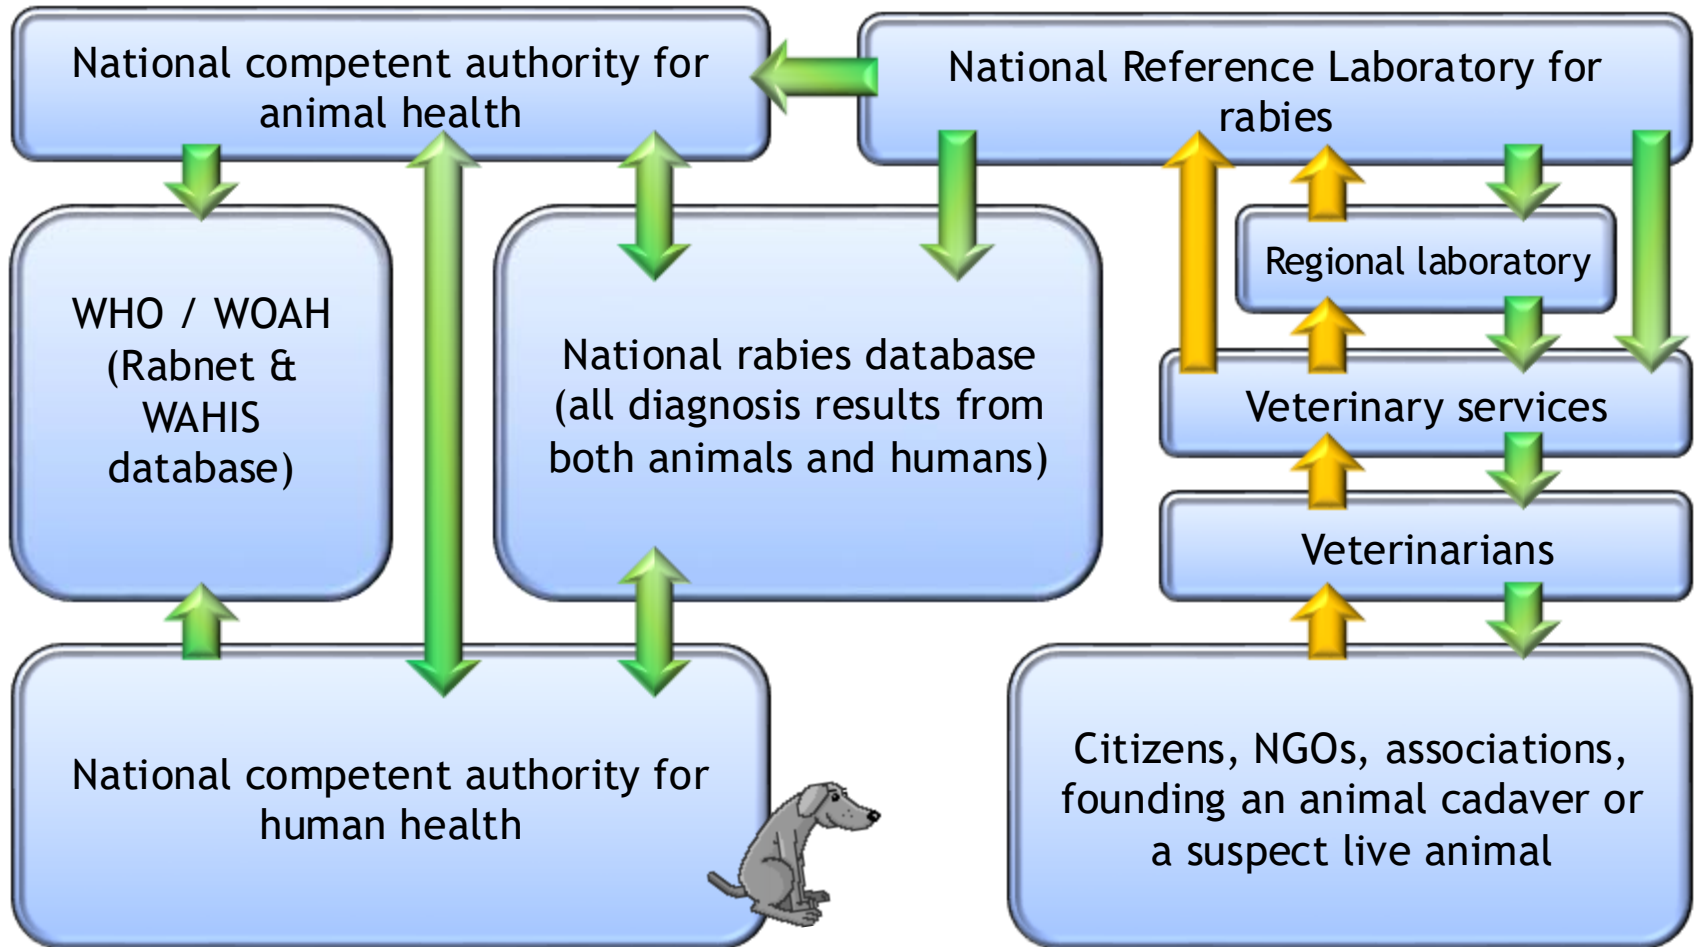 National competent authority for
animal health
National Reference Laboratory for
rabies
Regional laboratory
WHO / WOAH
(Rabnet &
WAHIS
database)
National rabies database
(all diagnosis results from
both animals and humans)
Veterinary services
Veterinarians
National competent authority for
human health
Citizens, NGOs, associations,
founding an animal cadaver or
a suspect live animal